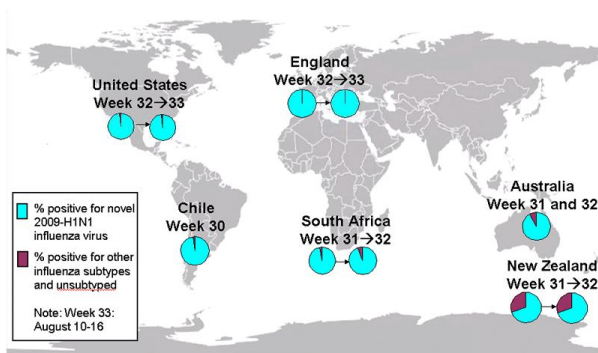 England
Week 32→33
United States
Week 32→33
Chile
Week 30
South Africa
Week 31→32
Australia
Week 31 and 32
New Zealand
Week 31→32
% positive for novel
2009-H1N1
influenza virus
% positive for other
influenza subtypes
and unsubtyped
Note: Week 33:
August 10-16